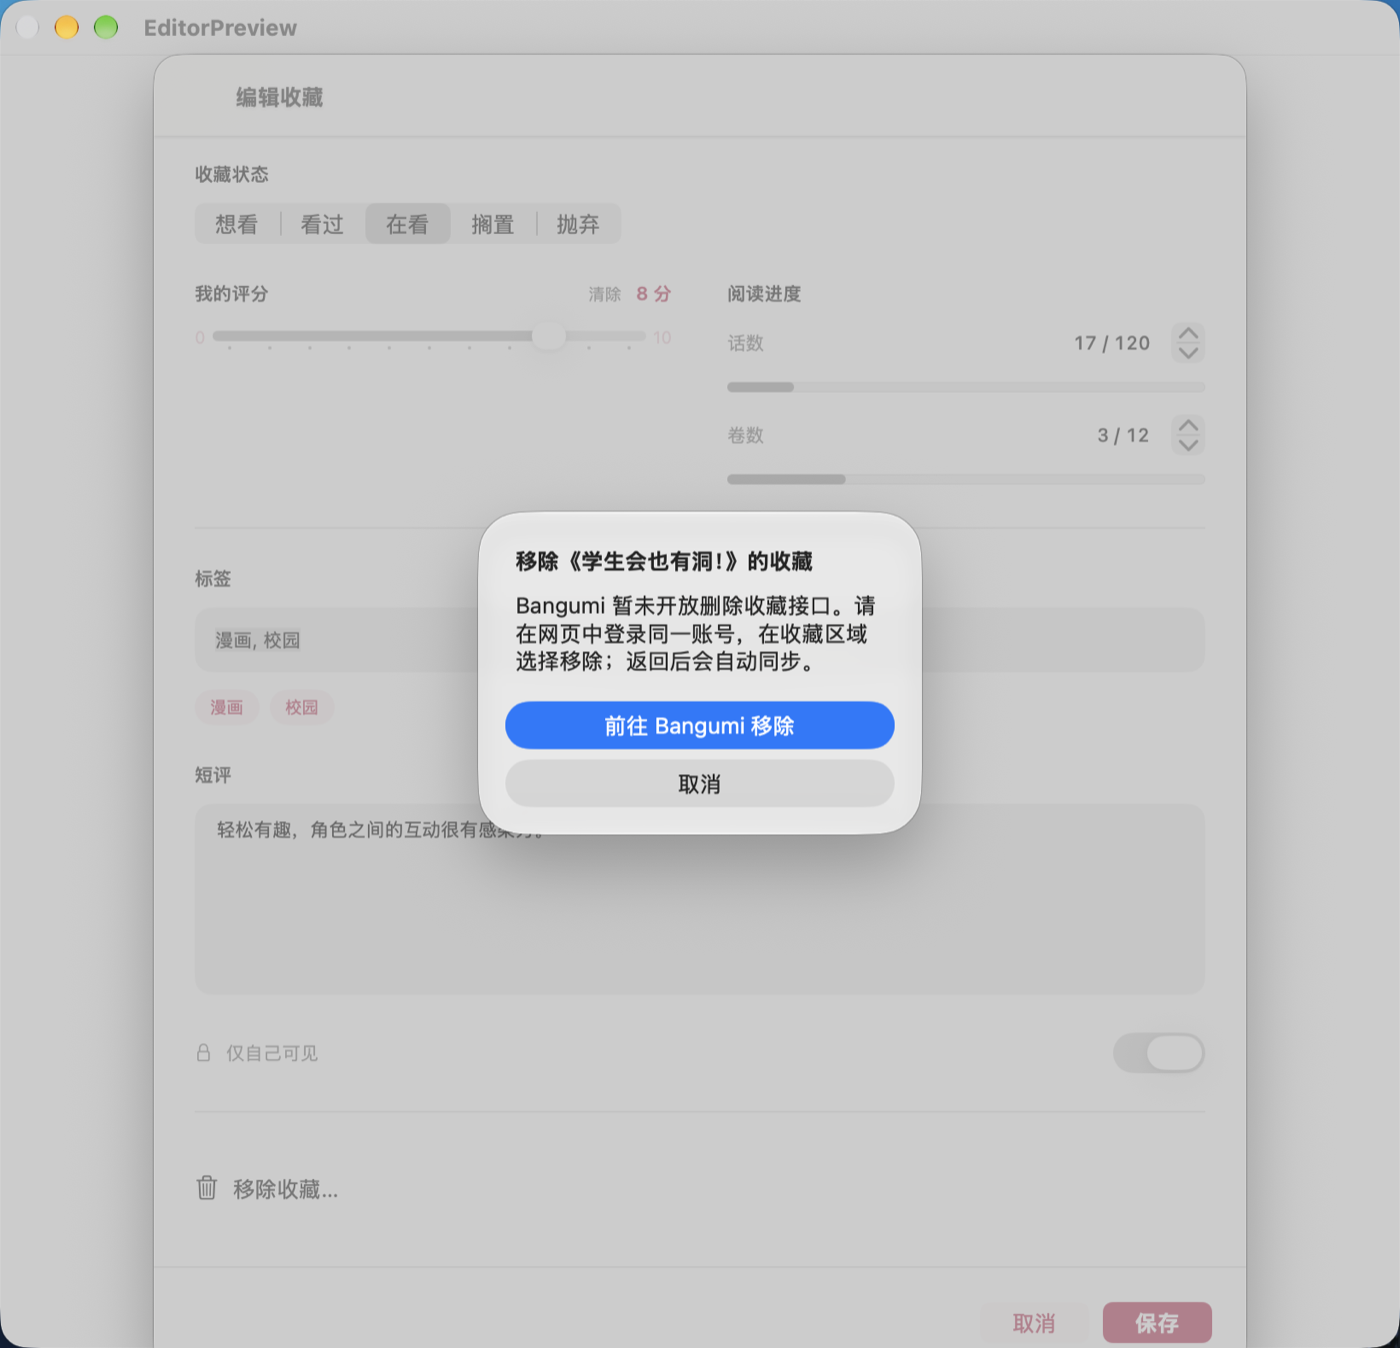 EditorPreview
编辑收藏
收藏状态
想看 看过 在看 搁置 抛弃
我的评分 清除 8 分
0 10
阅读进度
话数 17 / 120
卷数 3 / 12
移除《学生会也有洞!》的收藏
Bangumi 暂未开放删除收藏接口。请
在网页中登录同一账号，在收藏区域
选择移除；返回后会自动同步。
前往 Bangumi 移除
取消
标签
漫画, 校园
漫画 校园
短评
轻松有趣，角色之间的互动很有感
仅自己可见
移除收藏...
取消 保存